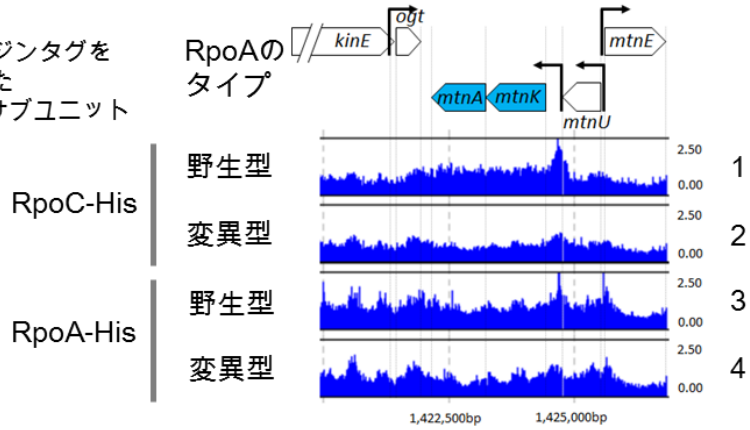 ジンタグを
た
サブユニット
RpoAの
タイプ
kinE
ogt
mtnE
mtnA
mtnK
mtnU
RpoC-His
野生型
2.50
0.00
1
変異型
2.50
0.00
2
RpoA-His
野生型
2.50
0.00
3
変異型
2.50
0.00
4
1,422,500bp
1,425,000bp